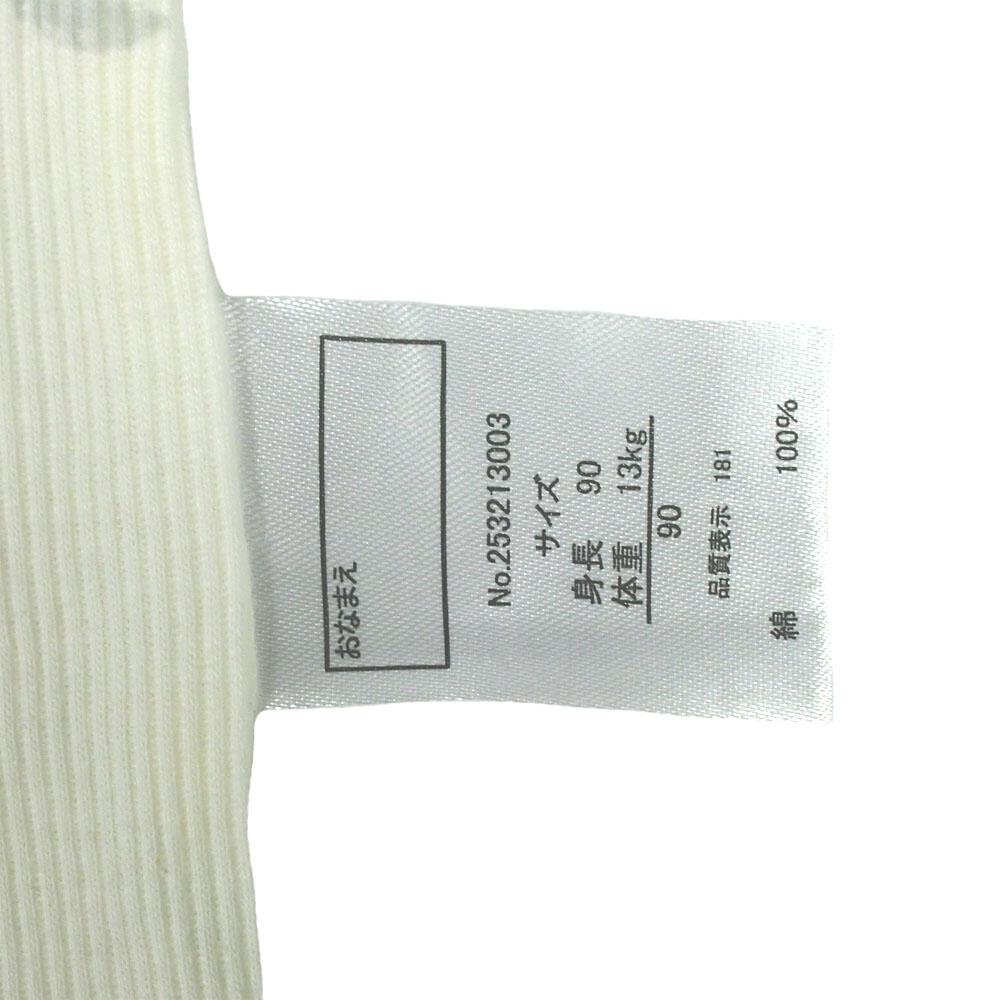 おなまえ
No.253213003
サイズ
身長 90
体重 13kg
90
品質表示 181
綿 100%